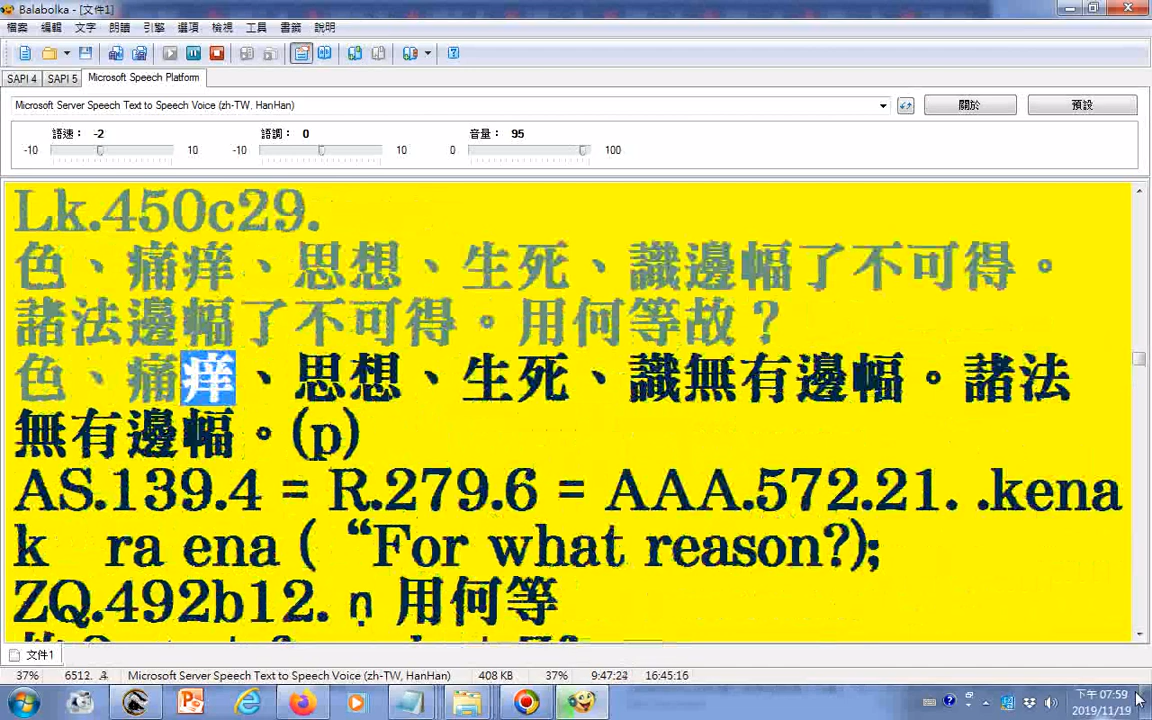 Balabolka - [文件1]
檔案 編輯 文字 朗讀 引擎 選項 檢視 工具 書籤 說明
SAPI 4 SAPI 5 Microsoft Speech Platform
Microsoft Server Speech Text to Speech Voice (zh-TW, HanHan) 關於 預設
語速： -2 語調： 0 音量： 95
-10 10 -10 10 0 100
Lk.450c29.
色、痛痒、思想、生死、識邊幅了不可得。
諸法邊幅了不可得。用何等故？
色、痛痒、思想、生死、識無有邊幅。諸法
無有邊幅。(p)
AS.139.4 = R.279.6 = AAA.572.21. .kena
k ra ena ( “For what reason?);
ZQ.492b12. ṇ 用何等
文件1
37% 6512. Microsoft Server Speech Text to Speech Voice (zh-TW, HanHan) 408 KB 37% 9:47:24 16:45:16
下午 07:59
2019/11/19